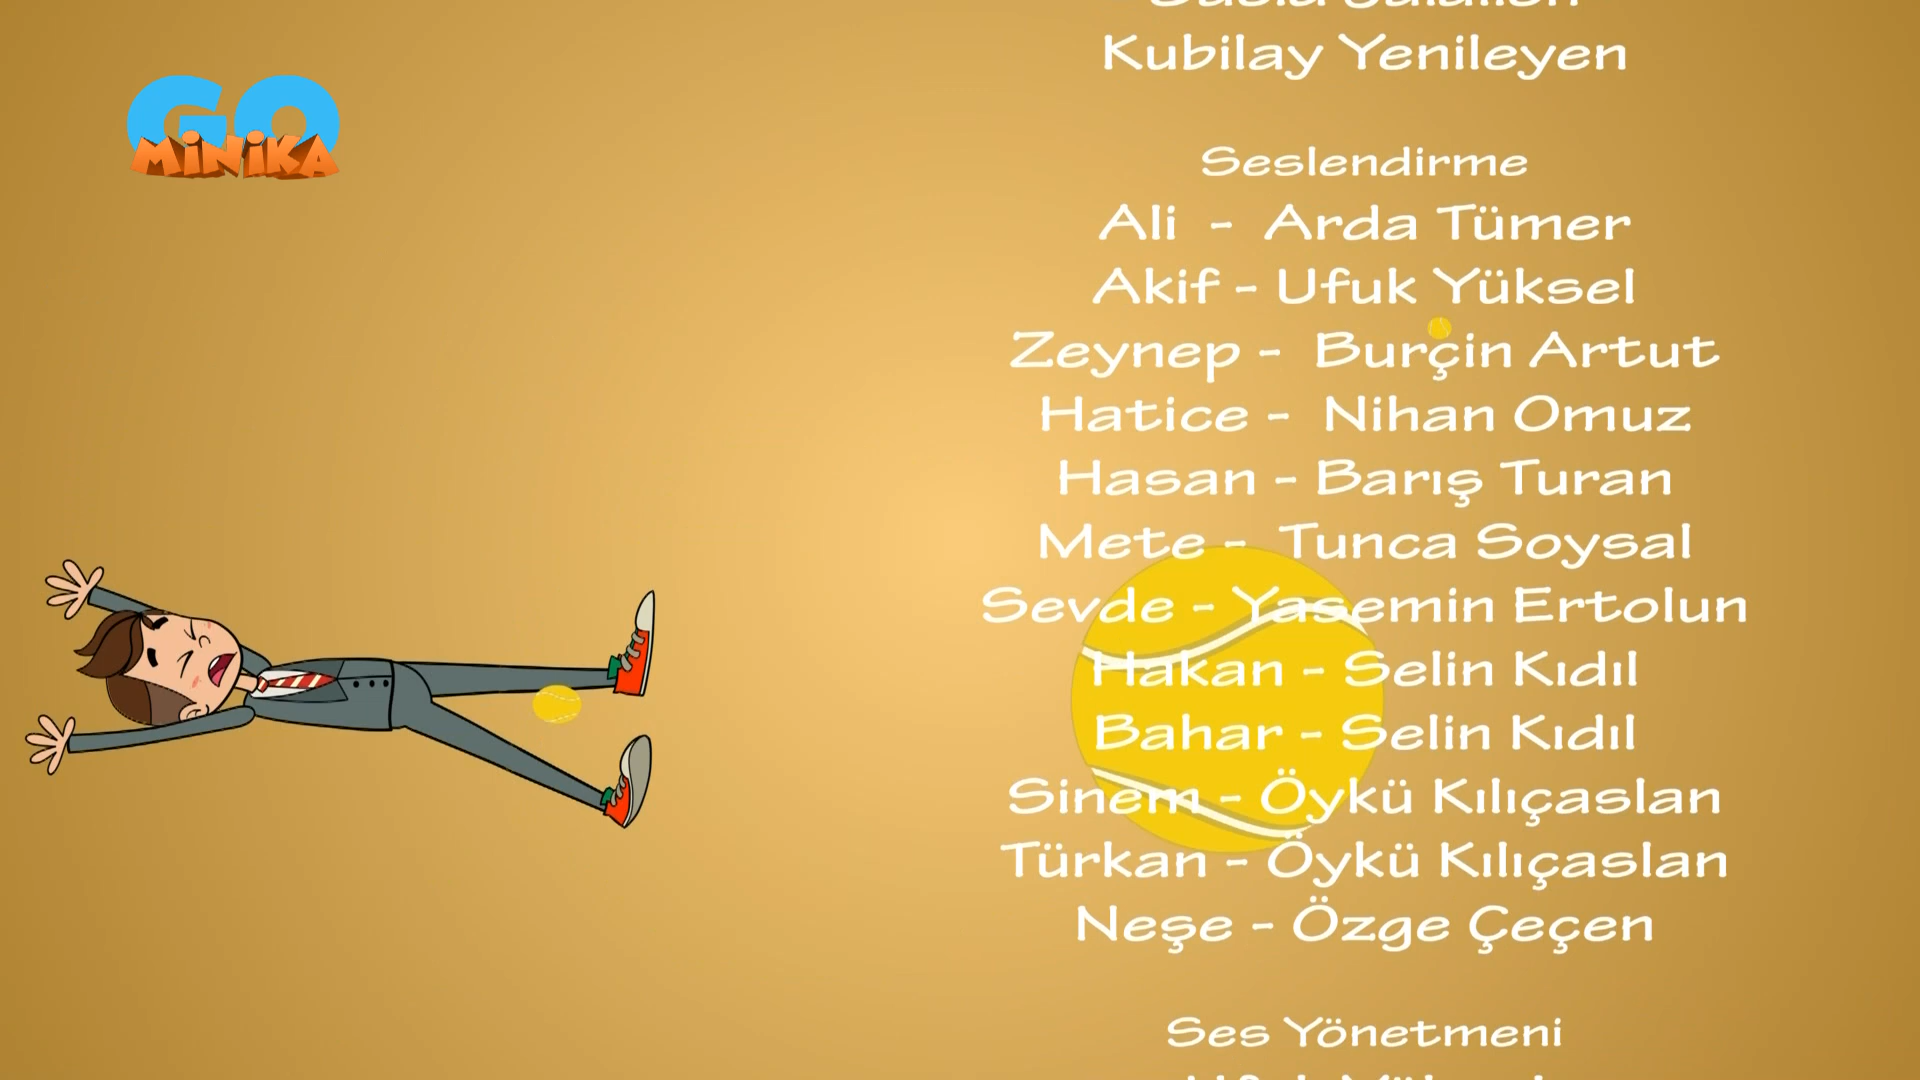 GO
MiNiKA
Kubilay Yenileyen
Seslendirme
Ali - Arda Tümer
Akif - Ufuk Yüksel
Zeynep - Burçin Artut
Hatice - Nihan Omuz
Hasan - Barış Turan
Mete - Tunca Soysal
Sevde - Yasemin Ertolun
Hakan - Selin Kıdıl
Bahar - Selin Kıdıl
Sinem - Öykü Kılıçaslan
Türkan - Öykü Kılıçaslan
Neşe - Özge Çeçen
Ses Yönetmeni